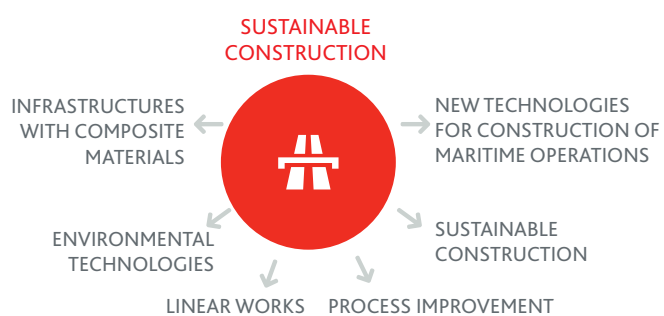 SUSTAINABLE
CONSTRUCTION
INFRASTRUCTURES
WITH COMPOSITE
MATERIALS
NEW TECHNOLOGIES
FOR CONSTRUCTION OF
MARITIME OPERATIONS
ENVIRONMENTAL
TECHNOLOGIES
SUSTAINABLE
CONSTRUCTION
LINEAR WORKS
PROCESS IMPROVEMENT